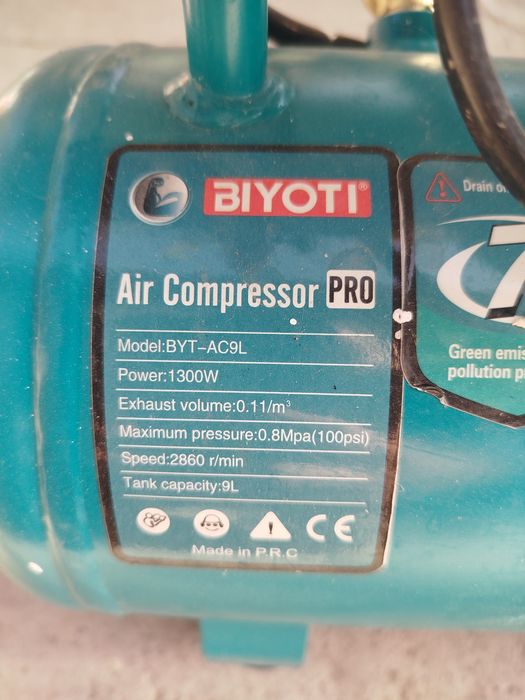 BIYOTI®
Air Compressor PRO
Model:BYT-AC9L
Power:1300W
Exhaust volume:0.11/m³
Maximum pressure:0.8Mpa(100psi)
Speed:2860 r/min
Tank capacity:9L
CE
Made in P.R.C
Drain
Green
pollution